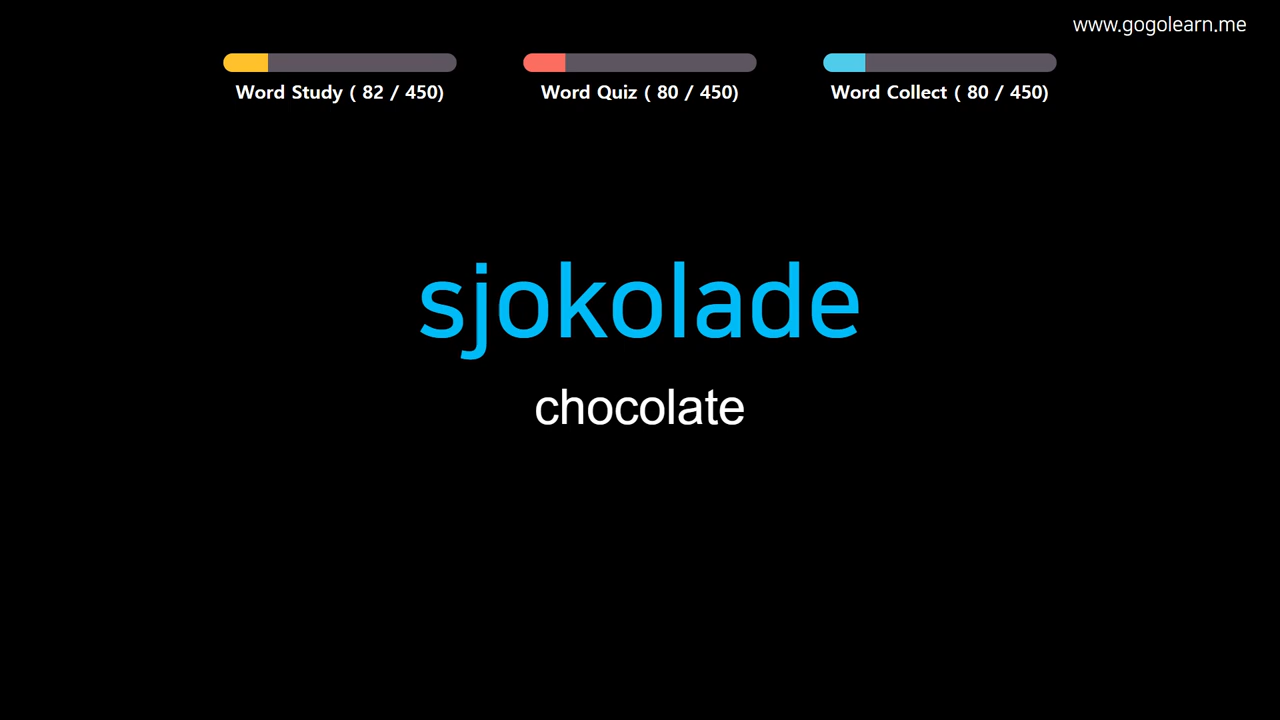 www.gogolearn.me
Word Study ( 82 / 450)
Word Quiz ( 80 / 450)
Word Collect ( 80 / 450)
sjokolade
chocolate